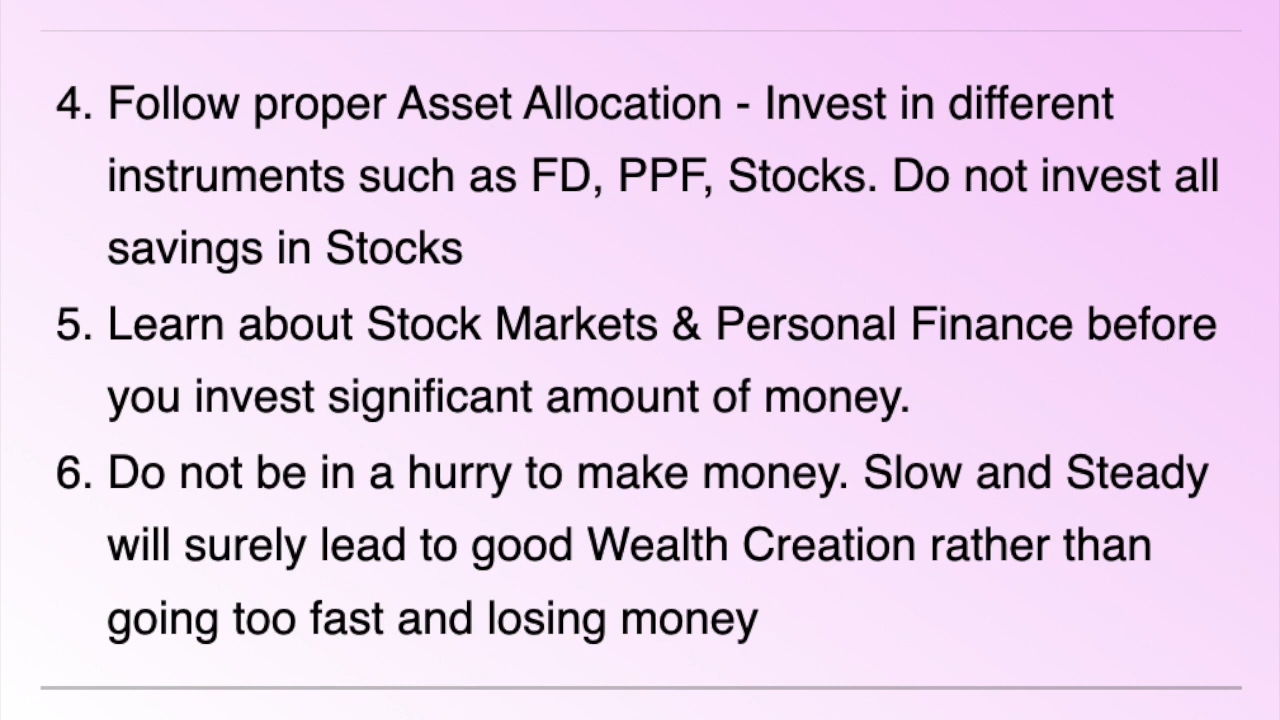 4. Follow proper Asset Allocation - Invest in different
instruments such as FD, PPF, Stocks. Do not invest all
savings in Stocks
5. Learn about Stock Markets & Personal Finance before
you invest significant amount of money.
6. Do not be in a hurry to make money. Slow and Steady
will surely lead to good Wealth Creation rather than
going too fast and losing money